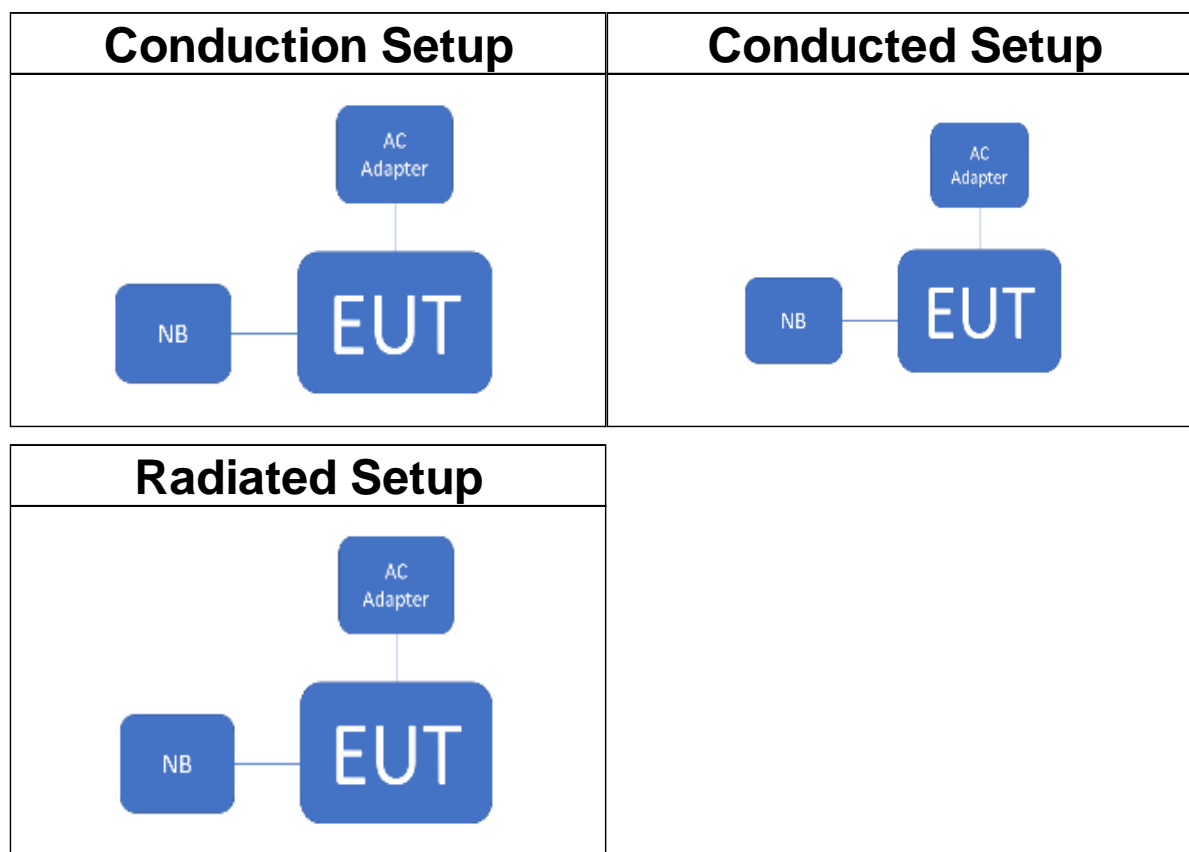 Conduction Setup
Conducted Setup
AC
Adapter
NB
EUT
AC
Adapter
NB
EUT
Radiated Setup
AC
Adapter
NB
EUT